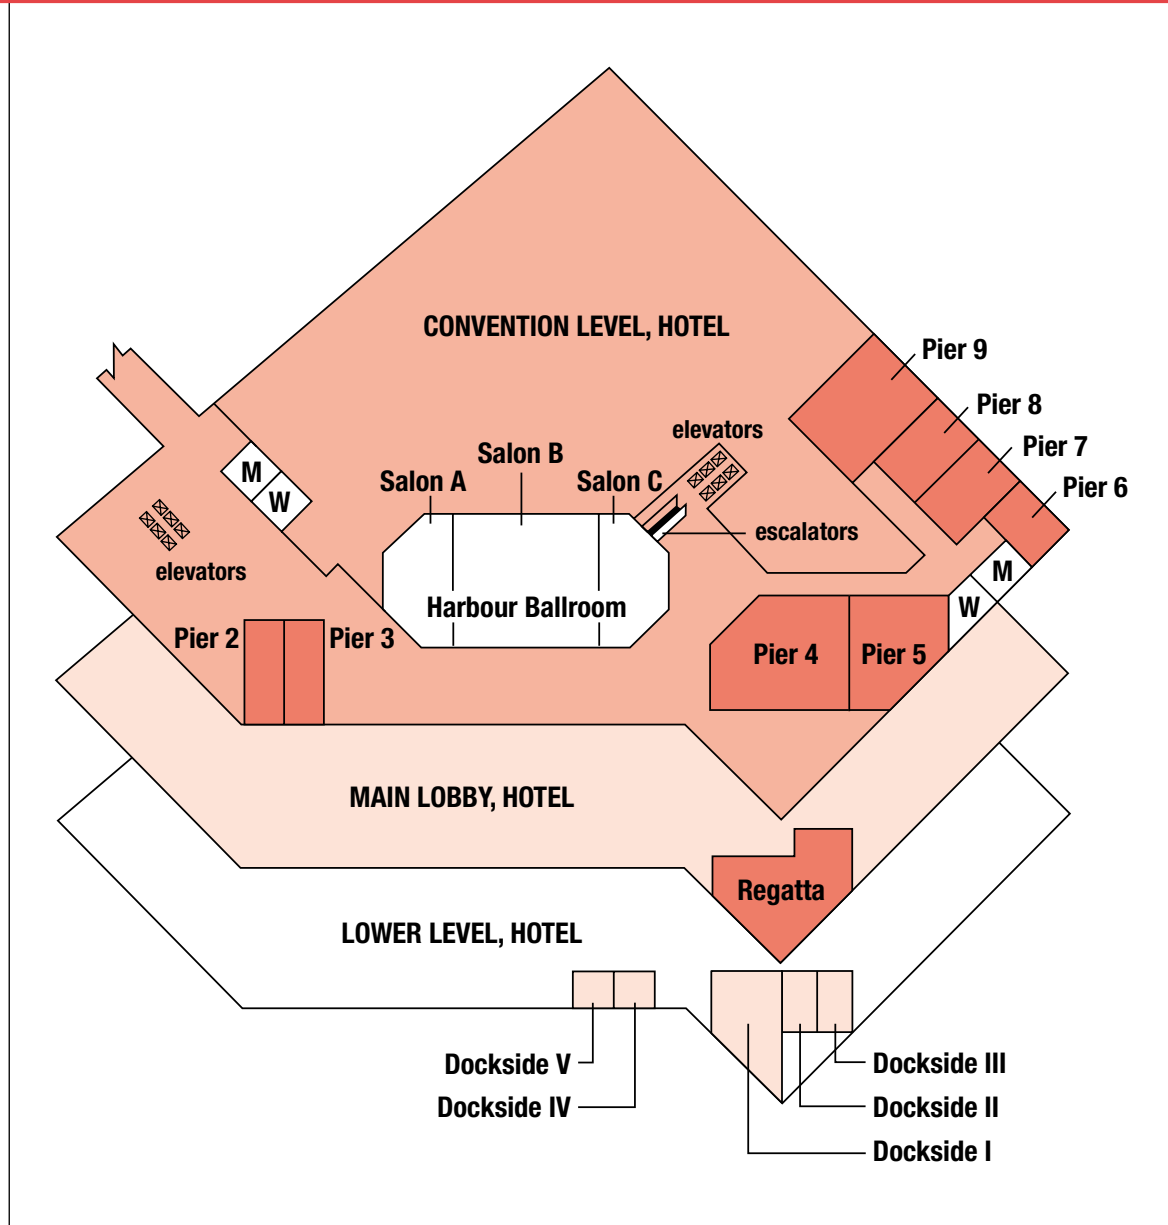 CONVENTION LEVEL, HOTEL
Pier 9
Pier 8
Pier 7
Pier 6
elevators
Salon B
Salon A
Salon C
M
W
escalators
elevators
M
W
Harbour Ballroom
Pier 2
Pier 3
Pier 4
Pier 5
MAIN LOBBY, HOTEL
Regatta
LOWER LEVEL, HOTEL
Dockside V
Dockside IV
Dockside III
Dockside II
Dockside I